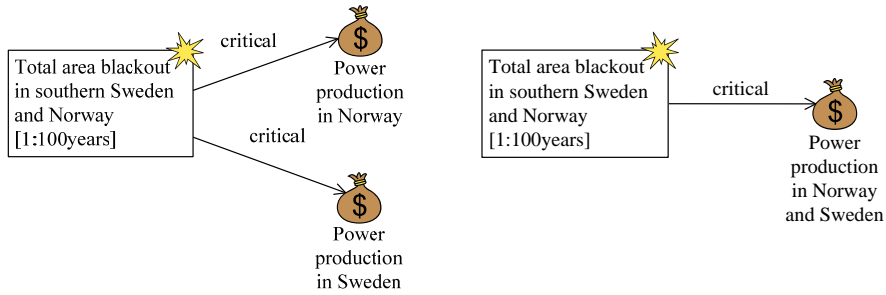 critical
$
Total area blackout
in southern Sweden
and Norway
[1:100years]
Power
production
in Norway
critical
$
Power
production
in Sweden
Total area blackout
in southern Sweden
and Norway
[1:100years]
critical
$
Power
production
in Norway
and Sweden